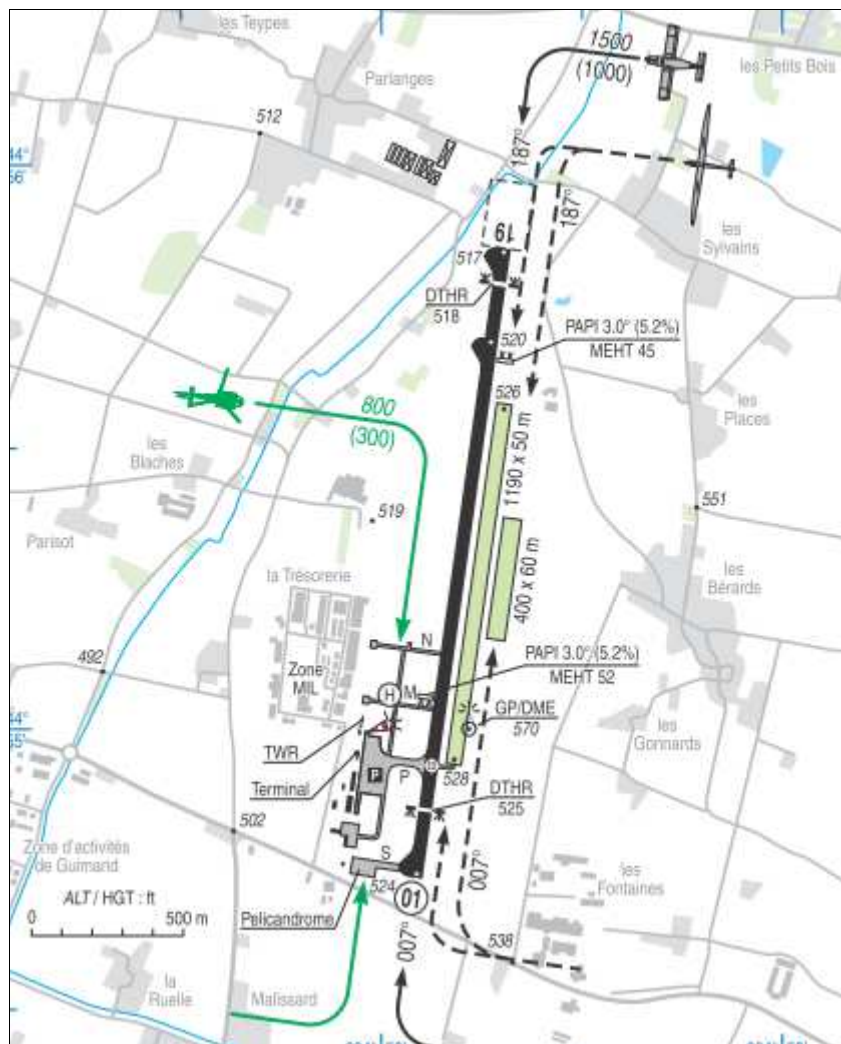 les Teypes
1500
(1000)
les Petits Bois
Parlanges
512
44°
56'
187°
187°
les
Sylvains
19
517
DTHR
518
PAPI 3.0° (5.2%)
MEHT 45
520
526
800
(300)
les
Places
les
Blaches
1190 x 50 m
551
519
Parisot
400 x 60 m
la Trésorerie
les
Bérards
N
492
Zone
MIL
H
M
PAPI 3.0° (5.2%)
MEHT 52
GP/DME
570
44°
55'
les
Gonnards
TWR
Terminal
P
P
528
DTHR
525
502
Zone d'activités
de Guimand
S
007°
les
Fontaines
ALT / HGT : ft
0
500 m
524
01
Pelicandrome
538
007°
la
Ruelle
Malissard